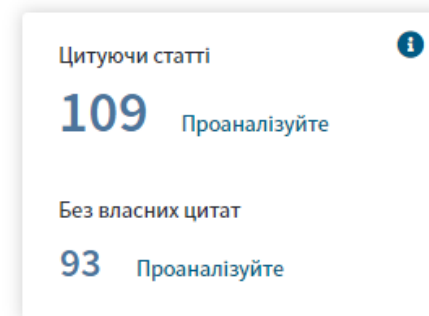 Цитуючи статті
109 Проаналізуйте
Без власних цитат
93 Проаналізуйте